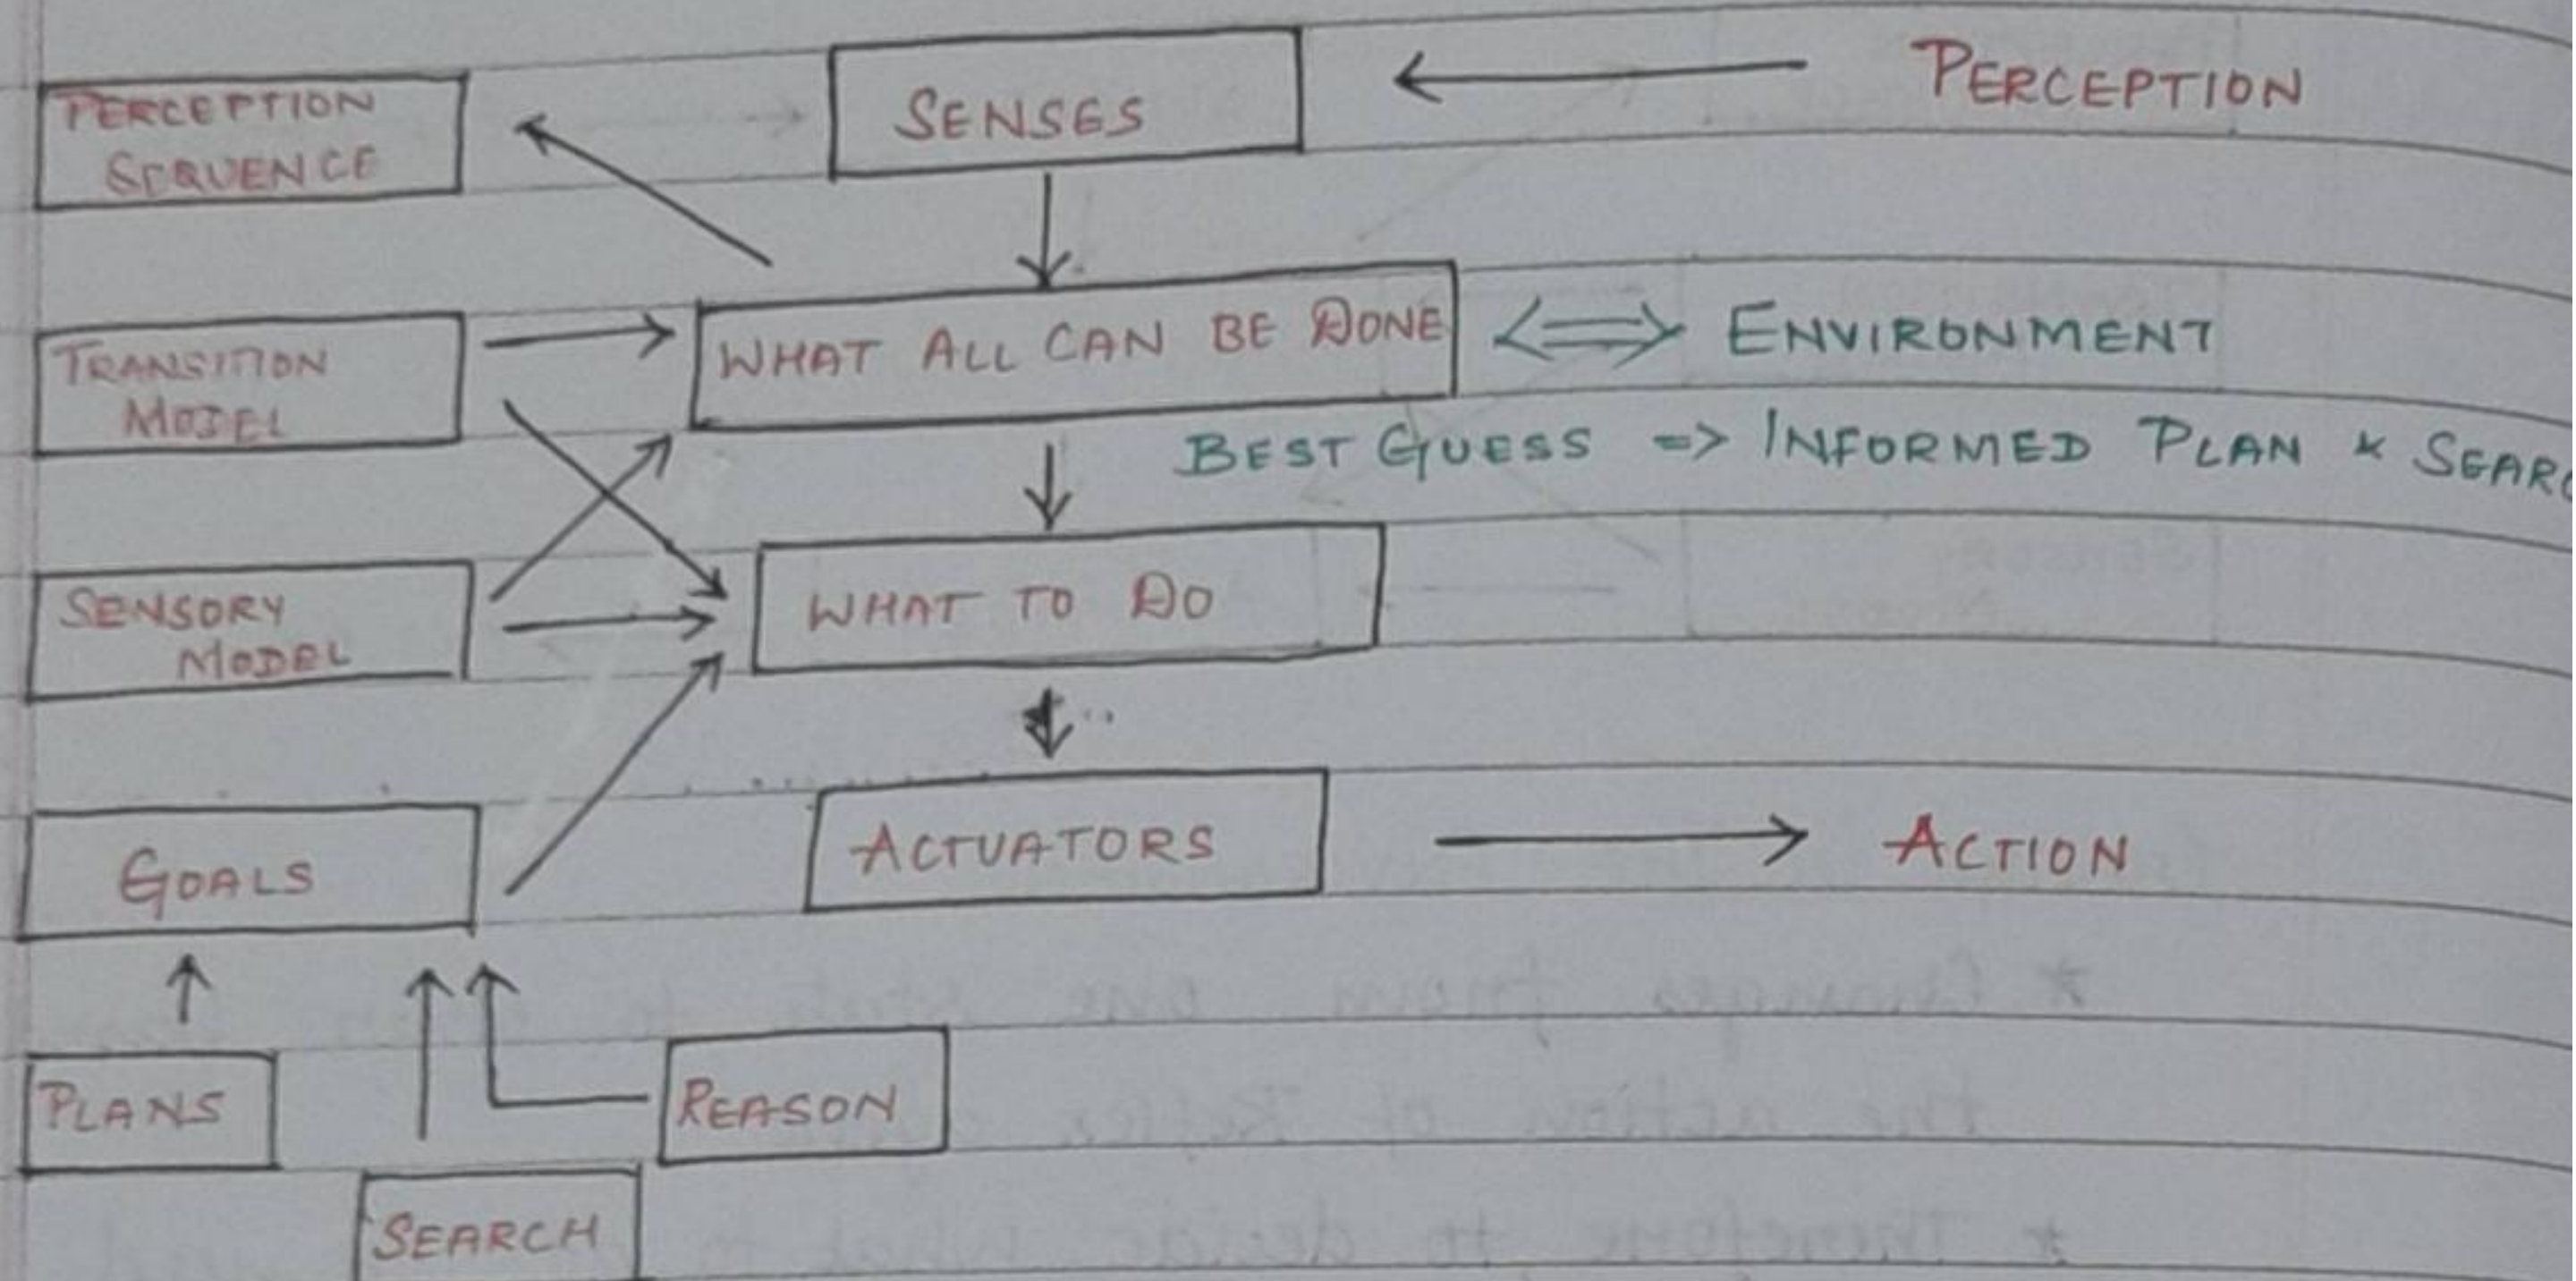 PERCEPTION
SEQUENCE
SENSES
PERCEPTION
TRANSITION
MODEL
WHAT ALL CAN BE DONE
ENVIRONMENT
BEST GUESS => INFORMED PLAN * SEARC
SENSORY
MODEL
WHAT TO DO
GOALS
ACTUATORS
ACTION
PLANS
REASON
SEARCH